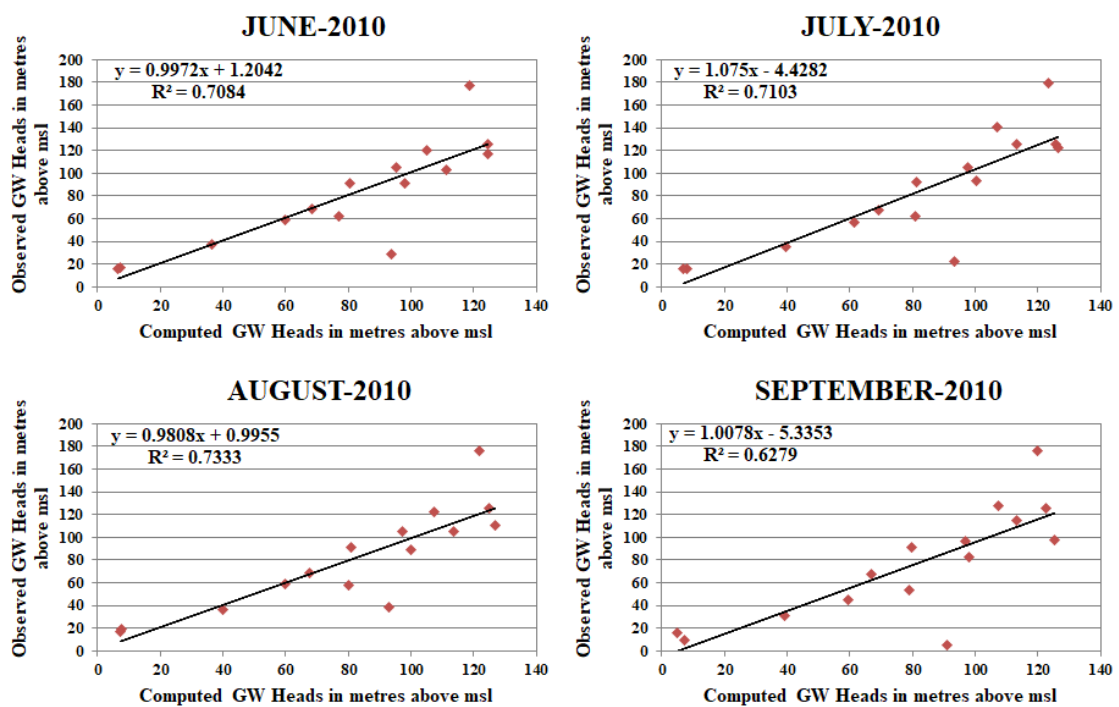 JUNE-2010
y = 0.9972x + 1.2042
R² = 0.7084
Observed GW Heads in metres
above msl
200
180
160
140
120
100
80
60
40
20
0
0 20 40 60 80 100 120 140
Computed GW Heads in metres above msl
JULY-2010
y = 1.075x - 4.4282
R² = 0.7103
Observed GW Heads in metres
above msl
200
180
160
140
120
100
80
60
40
20
0
0 20 40 60 80 100 120 140
Computed GW Heads in metres above msl
AUGUST-2010
y = 0.9808x + 0.9955
R² = 0.7333
Observed GW Heads in metres
above msl
200
180
160
140
120
100
80
60
40
20
0
0 20 40 60 80 100 120 140
Computed GW Heads in metres above msl
SEPTEMBER-2010
y = 1.0078x - 5.3353
R² = 0.6279
Observed GW Heads in metres
above msl
200
180
160
140
120
100
80
60
40
20
0
0 20 40 60 80 100 120 140
Computed GW Heads in metres above msl